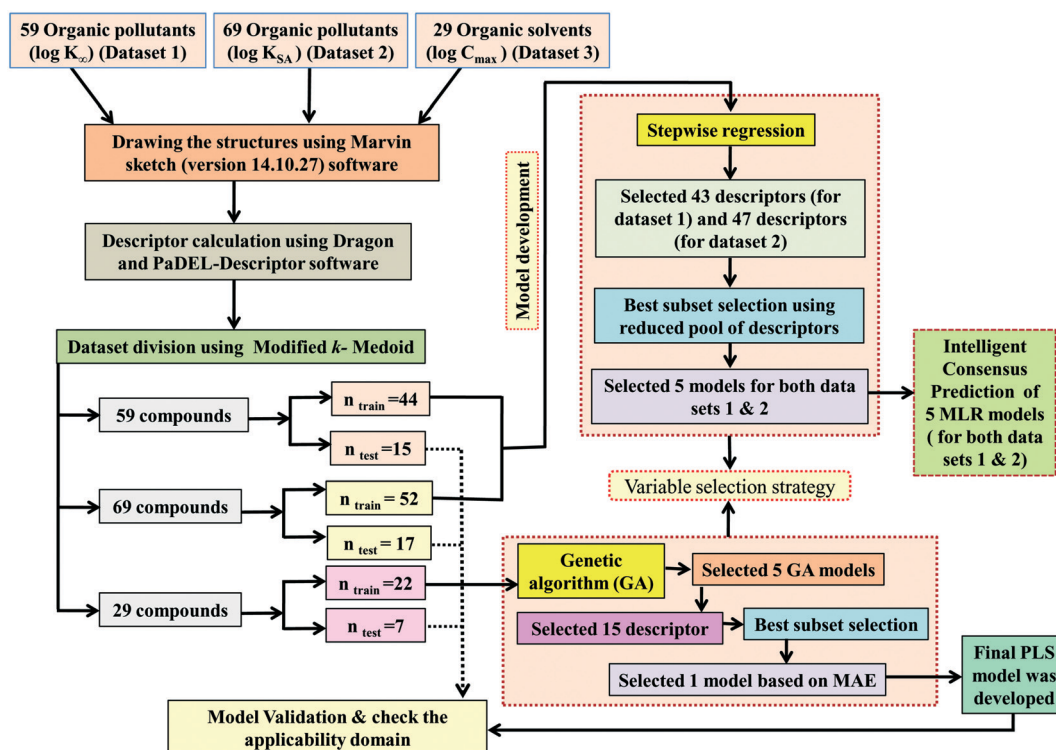 59 Organic pollutants
(log K∞) (Dataset 1)
69 Organic pollutants
(log KSA) (Dataset 2)
29 Organic solvents
(log Cmax) (Dataset 3)
Drawing the structures using Marvin
sketch (version 14.10.27) software
Descriptor calculation using Dragon
and PaDEL-Descriptor software
Dataset division using Modified k- Medoid
59 compounds
n train =44
n test =15
69 compounds
n train = 52
n test = 17
29 compounds
n train =22
n test =7
Model development
Stepwise regression
Selected 43 descriptors (for
dataset 1) and 47 descriptors
(for dataset 2)
Best subset selection using
reduced pool of descriptors
Selected 5 models for both data
sets 1 & 2
Intelligent
Consensus
Prediction of
5 MLR models
( for both data
sets 1 & 2)
Variable selection strategy
Genetic
algorithm (GA)
Selected 5 GA models
Selected 15 descriptor
Best subset selection
Selected 1 model based on MAE
Final PLS
model was
developed
Model Validation & check the
applicability domain